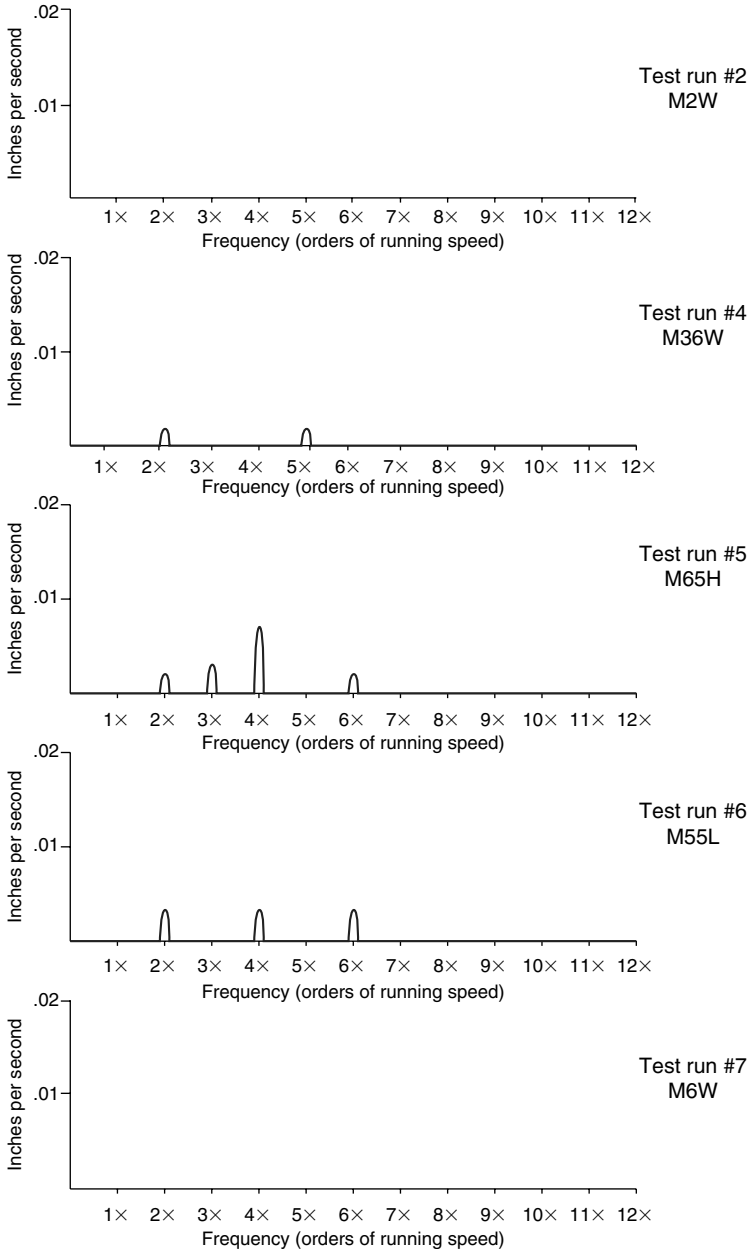 .02
Inches per second
.01
Test run #2
M2W
1× 2× 3× 4× 5× 6× 7× 8× 9× 10× 11× 12×
Frequency (orders of running speed)
.02
Inches per second
.01
Test run #4
M36W
1× 2× 3× 4× 5× 6× 7× 8× 9× 10× 11× 12×
Frequency (orders of running speed)
.02
Inches per second
.01
Test run #5
M65H
1× 2× 3× 4× 5× 6× 7× 8× 9× 10× 11× 12×
Frequency (orders of running speed)
.02
Inches per second
.01
Test run #6
M55L
1× 2× 3× 4× 5× 6× 7× 8× 9× 10× 11× 12×
Frequency (orders of running speed)
.02
Inches per second
.01
Test run #7
M6W
1× 2× 3× 4× 5× 6× 7× 8× 9× 10× 11× 12×
Frequency (orders of running speed)